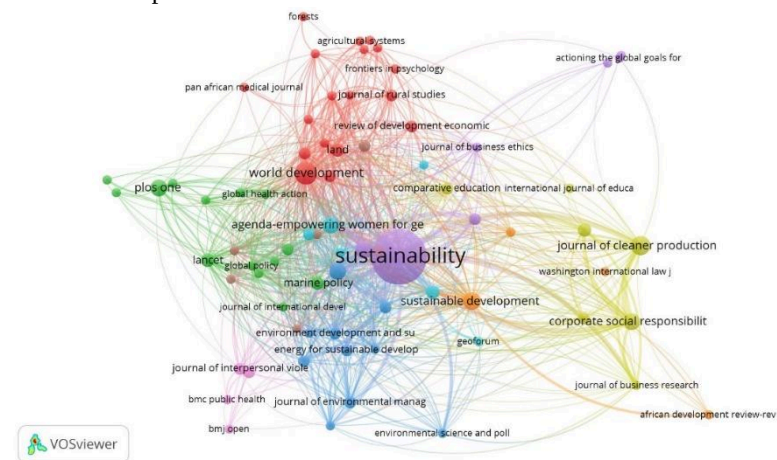 forests
agricultural systems
frontiers in psychology
actioning the global goals for
pan african medical journal
journal of rural studies
review of development economic
land
journal of business ethics
world development
plos one
global health action
comparative education
international journal of educa
agenda-empowering women for ge
sustainability
journal of cleaner production
lancet
global policy
washington international law j
marine policy
sustainable development
journal of international devel
corporate social responsibilit
environment development and su
geoforum
energy for sustainable develop
journal of interpersonal viole
journal of business research
bmc public health
journal of environmental manag
african development review-rev
bmj open
environmental science and poll
VOSviewer